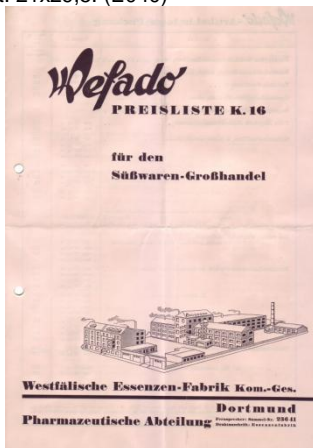 Wefado
PREISLISTE K. 16
für den
Süßwaren-Großhandel
Westfälische Essenzen-Fabrik Kom.-Ges.
Dortmund
Pharmazeutische Abteilung